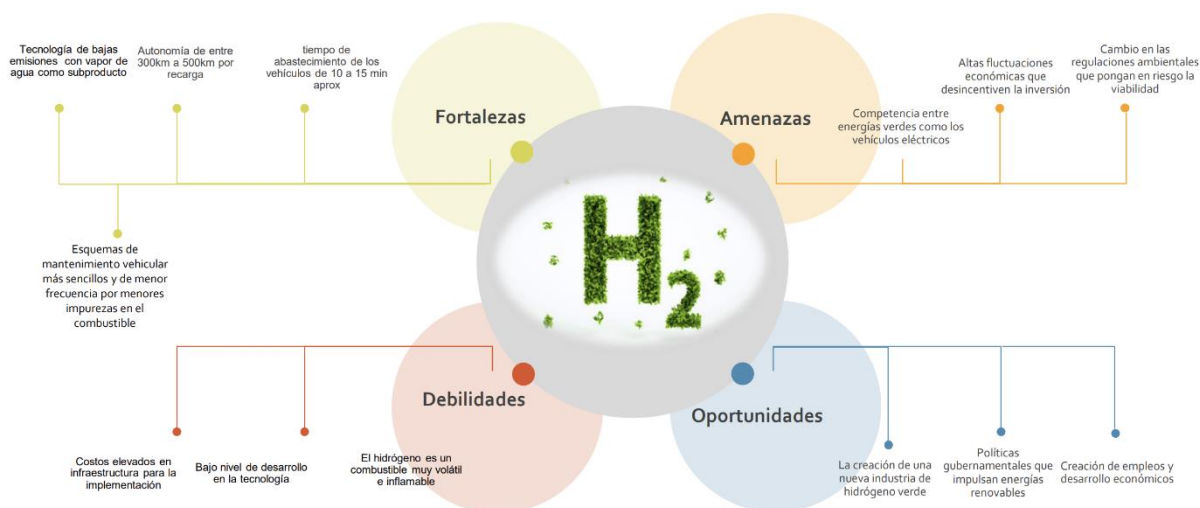 Tecnología de bajas
emisiones con vapor de
agua como subproducto
Autonomía de entre
300km a 500km por
recarga
tiempo de
abastecimiento de los
vehículos de 10 a 15 min
aprox
Fortalezas
Esquemas de
mantenimiento vehicular
más sencillos y de menor
frecuencia por menores
impurezas en el
combustible
Amenazas
Competencia entre
energías verdes como los
vehículos eléctricos
Altas fluctuaciones
económicas que
desincentiven la inversión
Cambio en las
regulaciones ambientales
que pongan en riesgo la
viabilidad
H2
Debilidades
Costos elevados en
infraestructura para la
implementación
Bajo nivel de desarrollo
en la tecnología
El hidrógeno es un
combustible muy volátil
e inflamable
Oportunidades
La creación de una
nueva industria de
hidrógeno verde
Políticas
gubernamentales que
impulsan energías
renovables
Creación de empleos y
desarrollo económicos